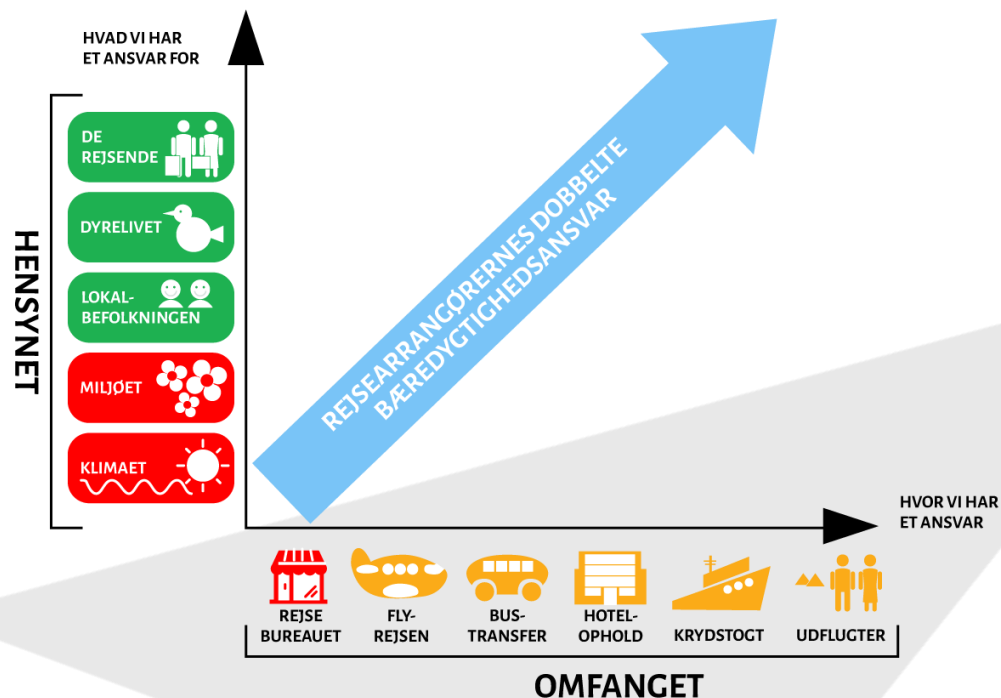 HVAD VI HAR
ET ANSVAR FOR
HENSYNET
DE
REJSENDE
DYRELIVET
LOKAL-
BEFOLKNINGEN
MILJØET
KLIMAET
REJSEARRANGØRERNES DOBBELTE
BÆREDYGTIGHEDSANSVAR
HVOR VI HAR
ET ANSVAR
REJSE
BUREAUET
FLY-
REJSEN
BUS-
TRANSFER
HOTEL-
OPHOLD
KRYDSTOGT
UDFLUGTER
OMFANGET